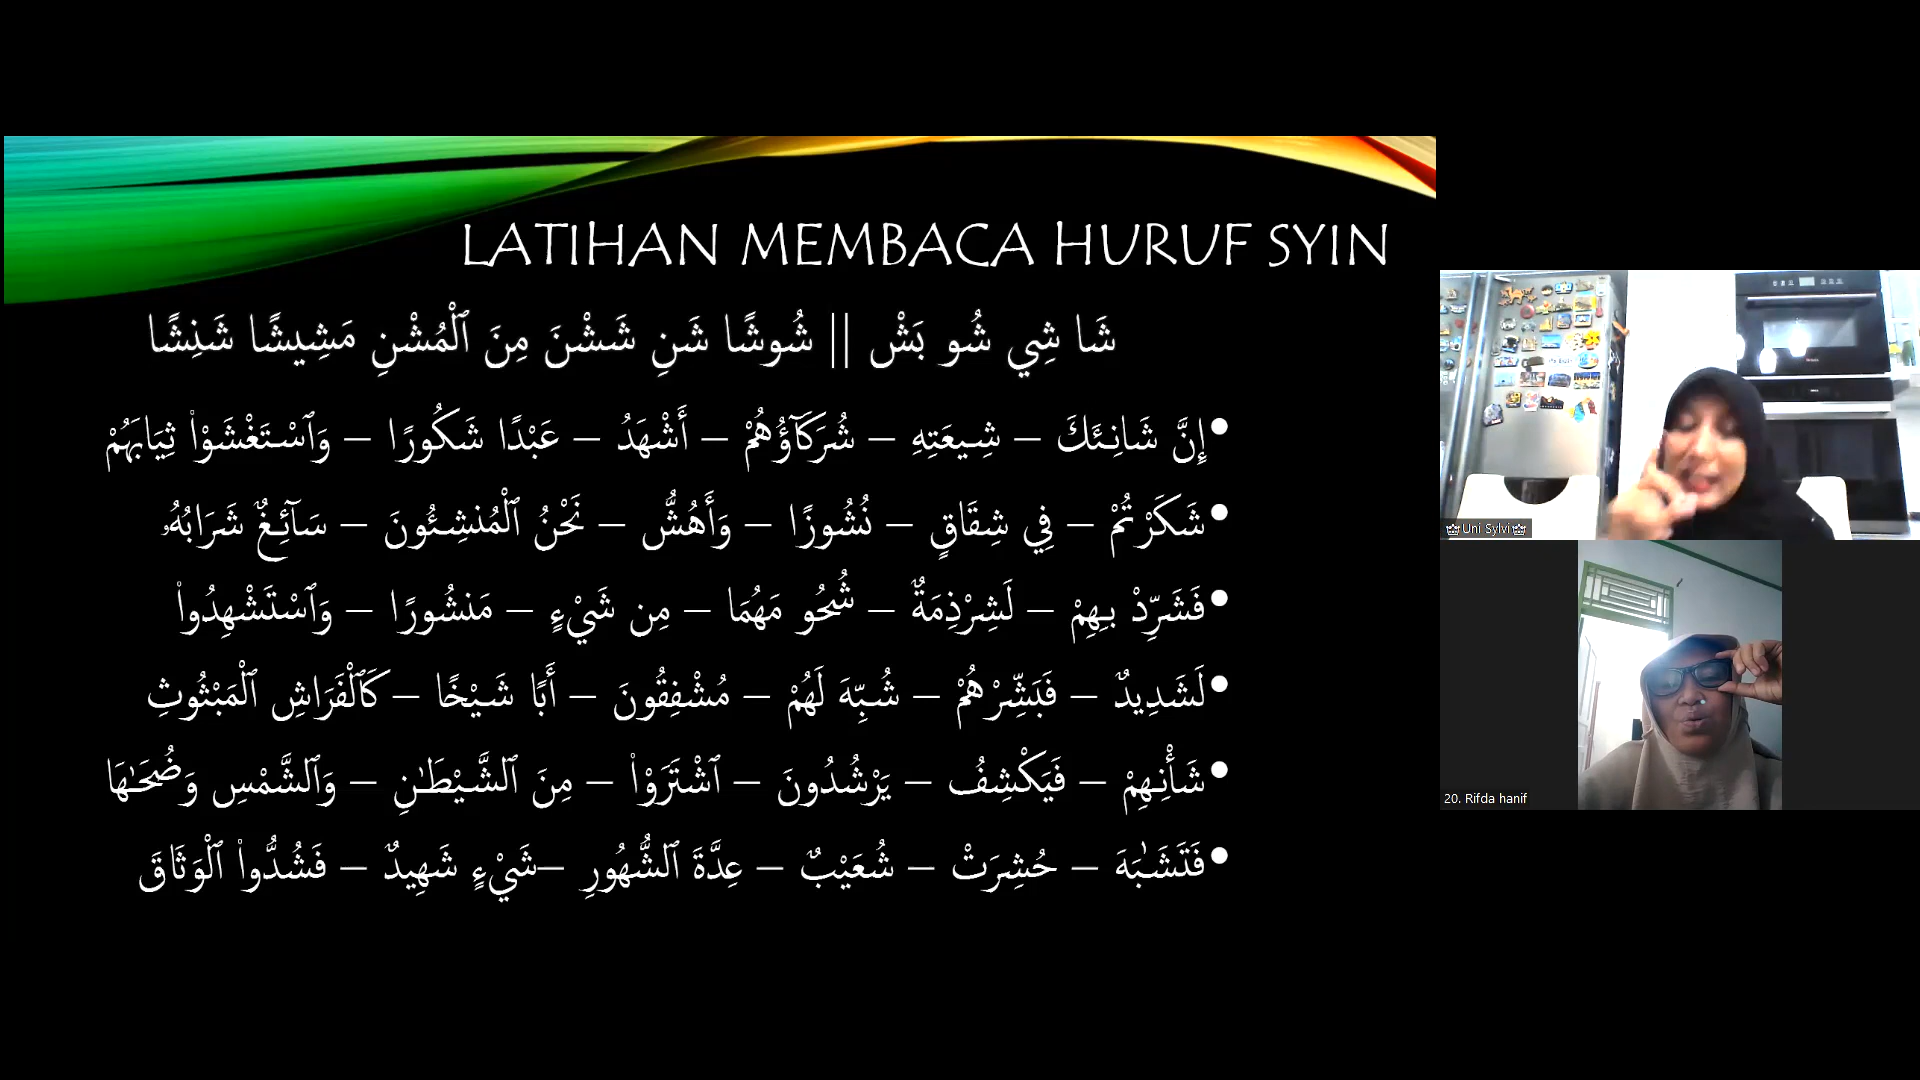 LATIHAN MEMBACA HURUF SYIN
شَا شِي شُو بَشْ || شُوشًا شَنِ شَشْنَ مِنَ ٱلْمُشْنِ مَشِيشًا شَنِشًا
• إِنَّ شَانِئَكَ – شِيعَتِهِ – شُرَكَآؤُهُمْ – أَشْهَدُ – عَبْدًا شَكُورًا – وَٱسْتَغْشَوْا۟ ثِيَابَهُمْ
• شَكَرْتُمْ – فِي شِقَاقٍ – نُشُوزًا – وَأَهُشُّ – نَحْنُ ٱلْمُنشِـُٔونَ – سَآئِغٌ شَرَابُهُۥ
• فَشَرِّدْ بِهِمْ – لَشِرْذِمَةٌ – شُحُو مَهُمَا – مِن شَيْءٍ – مَنشُورًا – وَٱسْتَشْهِدُوا۟
• لَشَدِيدٌ – فَبَشِّرْهُمْ – شُبِّهَ لَهُمْ – مُشْفِقُونَ – أَبًا شَيْخًا – كَٱلْفَرَاشِ ٱلْمَبْثُوثِ
• شَأْنِهِمْ – فَيَكْشِفُ – يَرْشُدُونَ – ٱشْتَرَوْا۟ – مِنَ ٱلشَّيْطَـٰنِ – وَٱلشَّمْسِ وَضُحَـٰهَا
• فَتَشَـٰبَهَ – حُشِرَتْ – شُعَيْبٌ – عِدَّةَ ٱلشُّهُورِ –شَيْءٍ شَهِيدٌ – فَشُدُّوا۟ ٱلْوَثَاقَ
Uni Sylvi
20. Rifda hanif